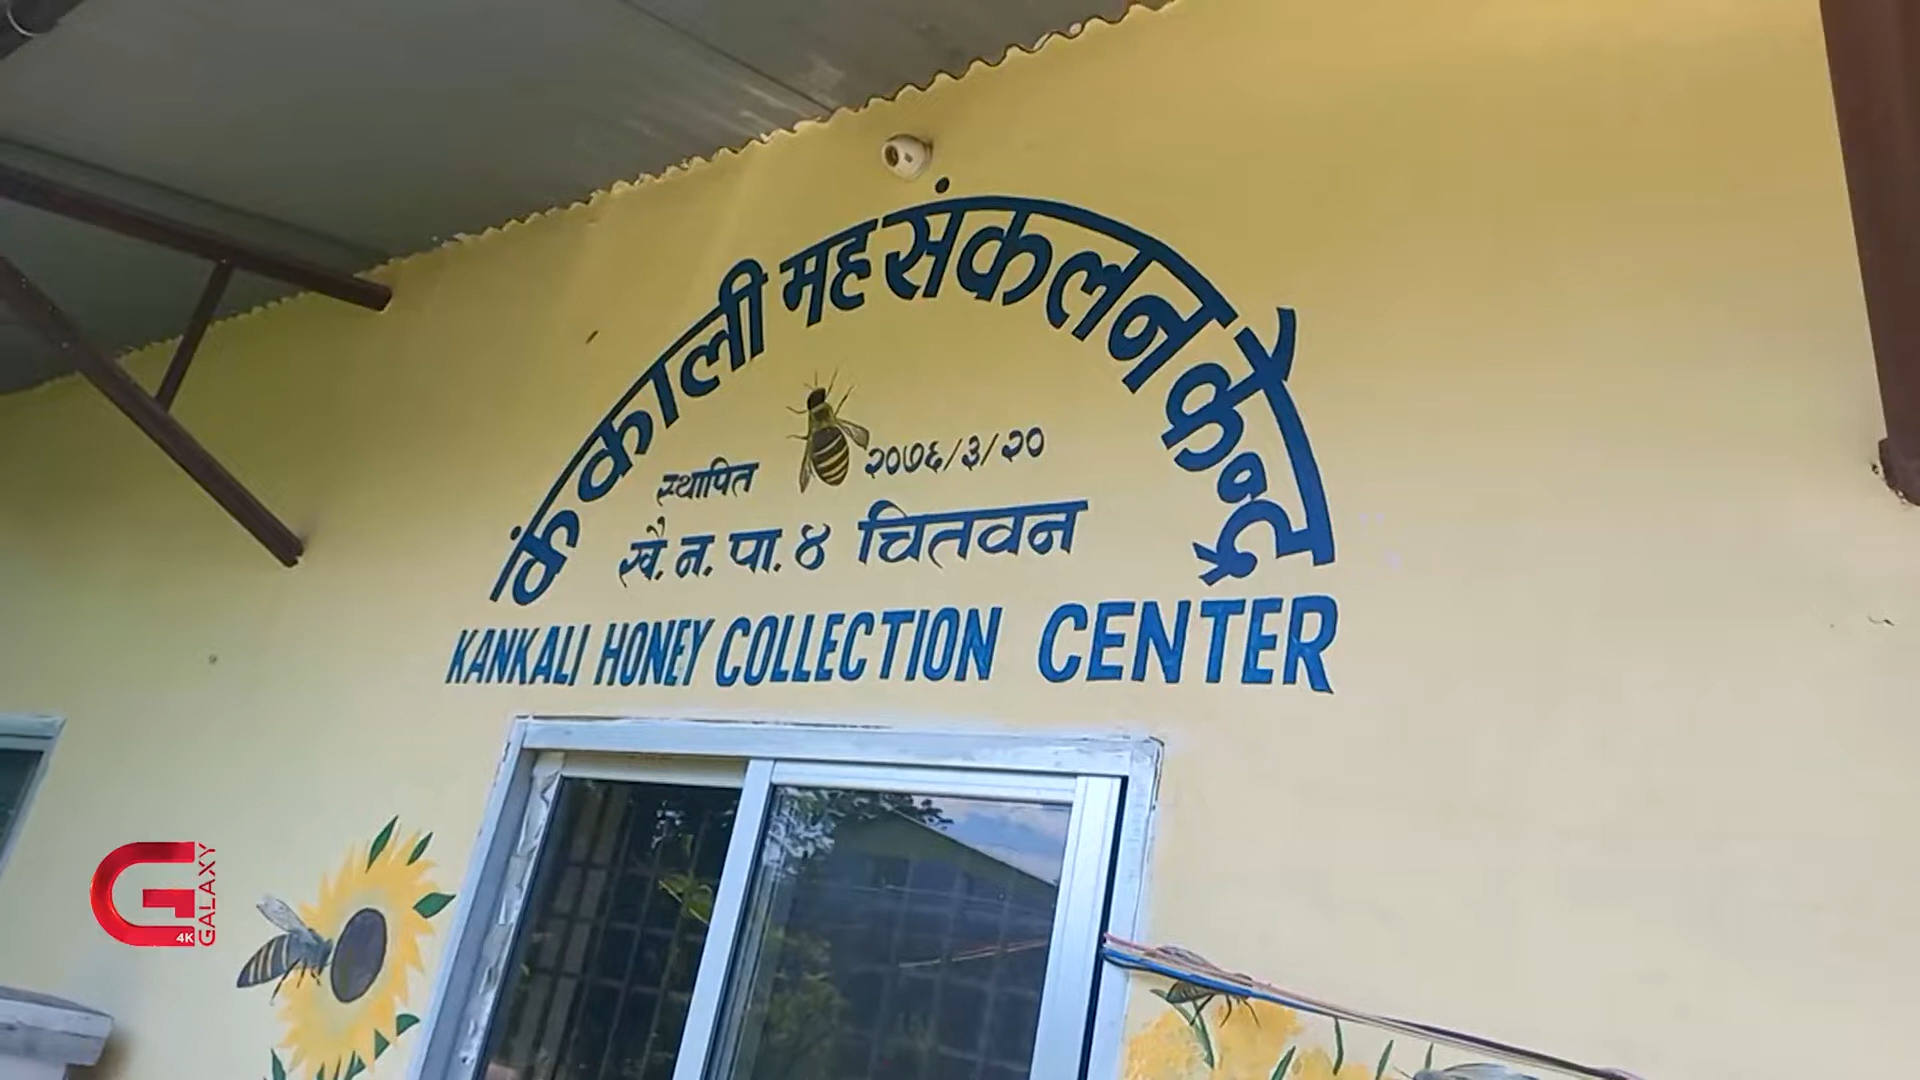 कंकाली मह संकलन केन्द्र
स्थापित २०७६/३/२०
खै. न. पा. ४ चितवन
KANKALI HONEY COLLECTION CENTER
G
4K
GALAXY